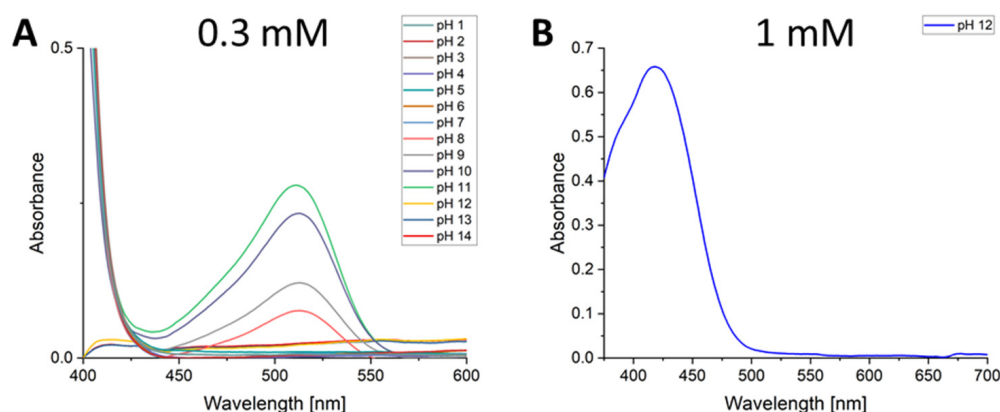 A
0.3 mM
pH 1
pH 2
pH 3
pH 4
pH 5
pH 6
pH 7
pH 8
pH 9
pH 10
pH 11
pH 12
pH 13
pH 14
0.5
0.0
Absorbance
400
450
500
550
600
Wavelength [nm]
B
1 mM
pH 12
0.7
0.6
0.5
0.4
0.3
0.2
0.1
0.0
Absorbance
400
450
500
550
600
650
700
Wavelength [nm]